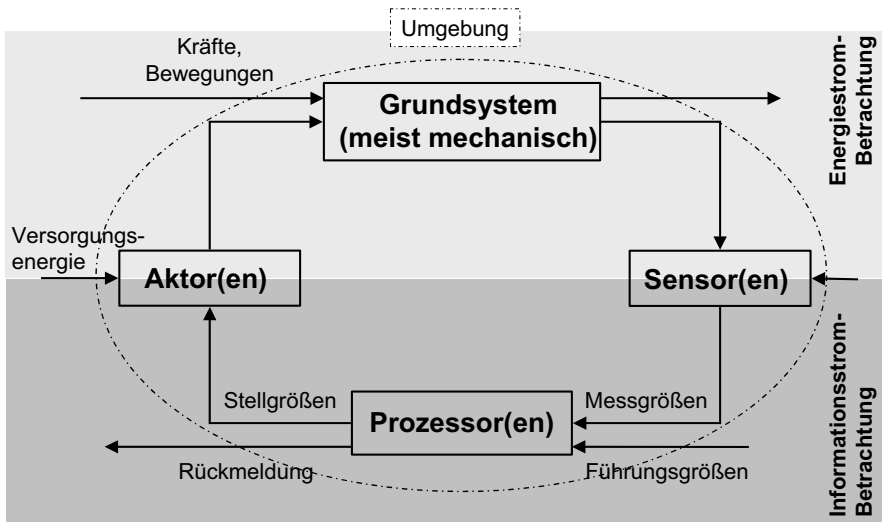 Umgebung
Kräfte,
Bewegungen
Grundsystem
(meist mechanisch)
Energiestrom-
Betrachtung
Versorgungs-
energie
Aktor(en)
Sensor(en)
Stellgrößen
Prozessor(en)
Messgrößen
Rückmeldung
Führungsgrößen
Informationsstrom-
Betrachtung